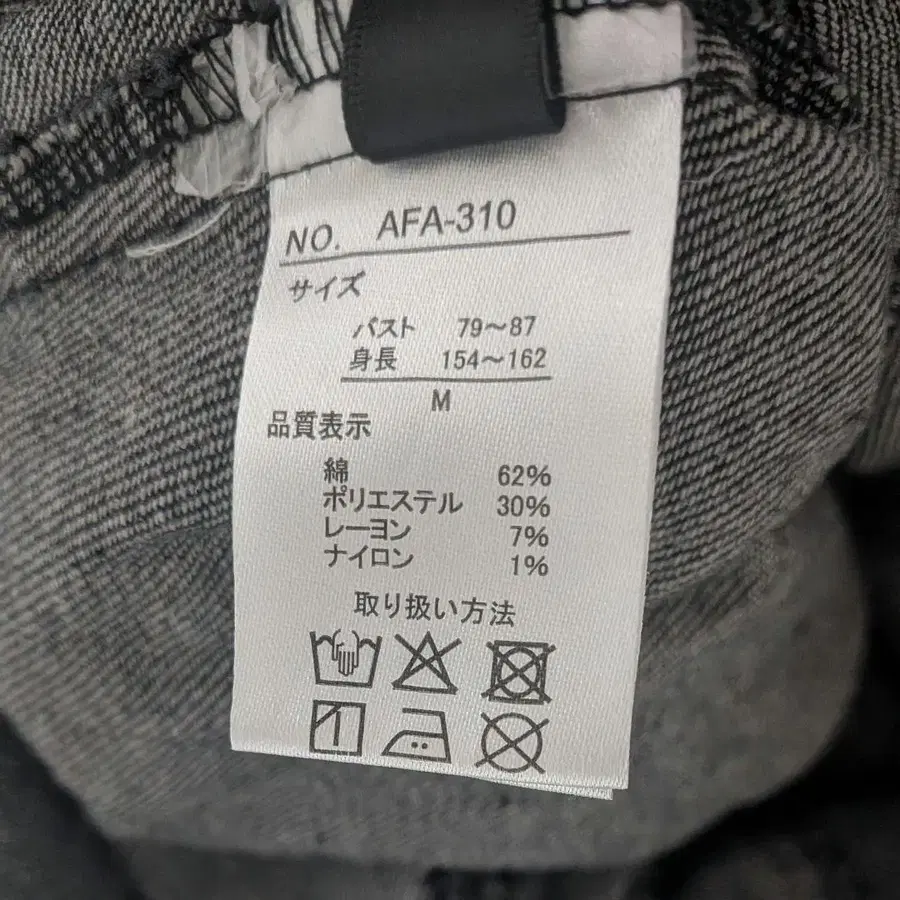 NO. AFA-310
サイズ
バスト 79～87
身長 154～162
M
品質表示
綿 62%
ポリエステル 30%
レーヨン 7%
ナイロン 1%
取り扱い方法